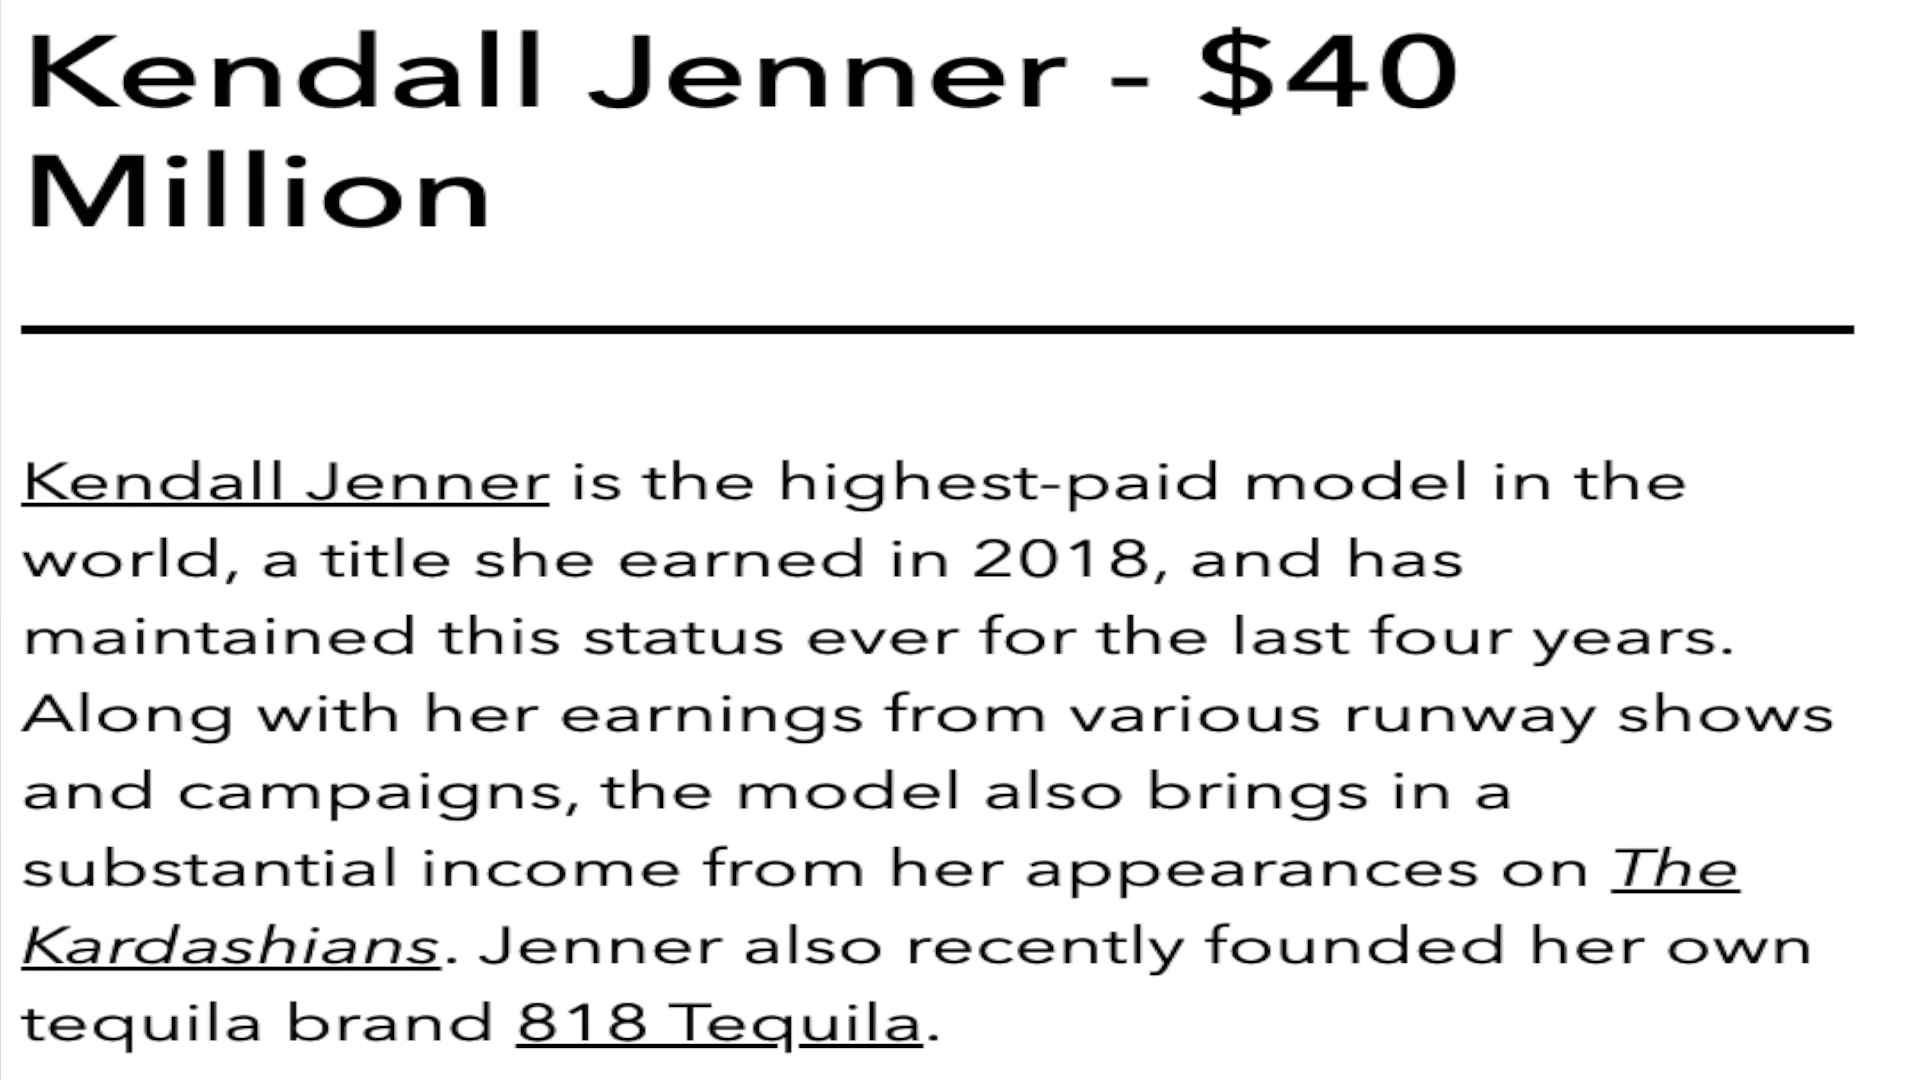 Kendall Jenner - $40
Million
Kendall Jenner is the highest-paid model in the
world, a title she earned in 2018, and has
maintained this status ever for the last four years.
Along with her earnings from various runway shows
and campaigns, the model also brings in a
substantial income from her appearances on The
Kardashians. Jenner also recently founded her own
tequila brand 818 Tequila.